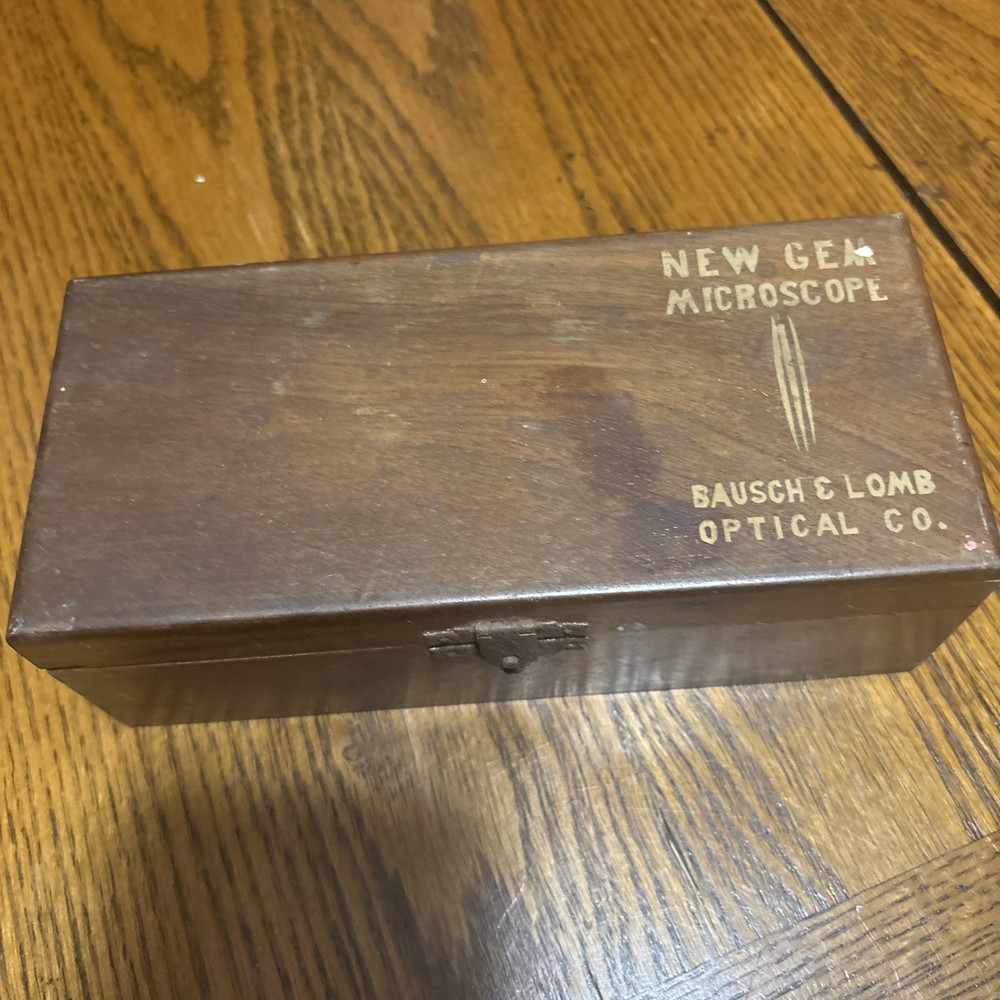 NEW GEM
MICROSCOPE
BAUSCH & LOMB
OPTICAL CO.